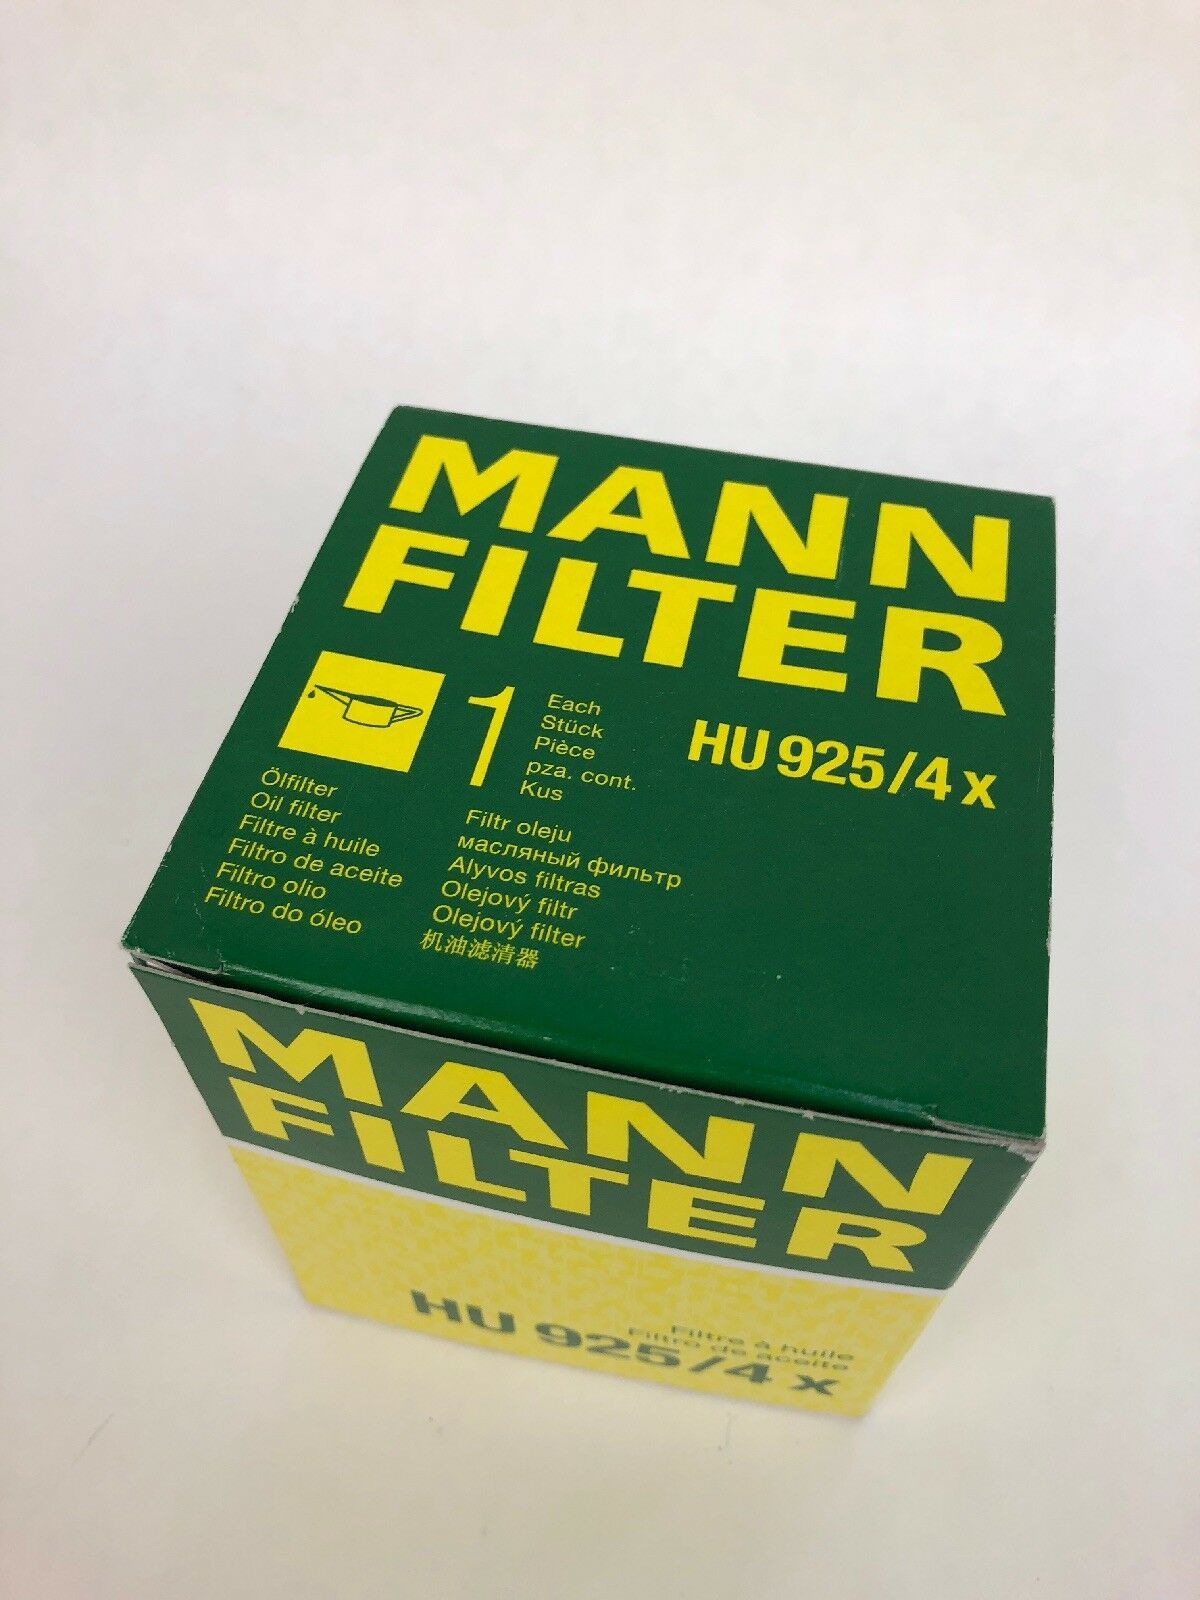 MANN
FILTER
HU 925/4 x
1
Each
Stück
Pièce
pza. cont.
Kus
Ölfilter
Oil filter
Filtre à huile
Filtro de aceite
Filtro olio
Filtro do óleo
Filtr oleju
масляный фильтр
Alyvos filtras
Olejový filtr
Olejový filter
机油滤清器
MANN
FILTER
Filtre à huile
Filtro de aceite
HU 925/4 x